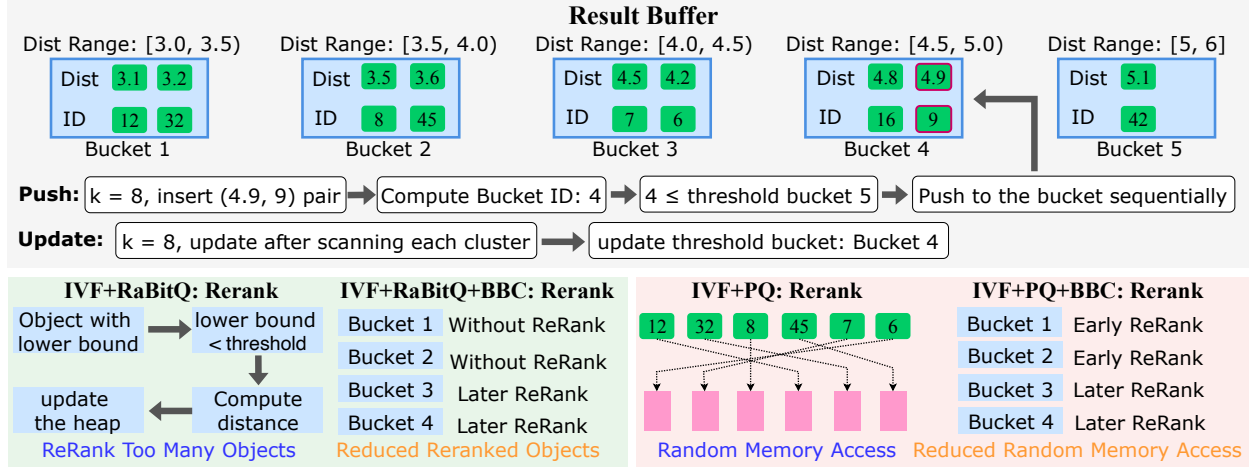 Result Buffer
Dist Range: [3.0, 3.5)
Dist Range: [3.5, 4.0)
Dist Range: [4.0, 4.5)
Dist Range: [4.5, 5.0)
Dist Range: [5, 6]
Dist 3.1 3.2
ID 12 32
Bucket 1
Dist 3.5 3.6
ID 8 45
Bucket 2
Dist 4.5 4.2
ID 7 6
Bucket 3
Dist 4.8 4.9
ID 16 9
Bucket 4
Dist 5.1
ID 42
Bucket 5
Push: k = 8, insert (4.9, 9) pair Compute Bucket ID: 4 4 ≤ threshold bucket 5 Push to the bucket sequentially
Update: k = 8, update after scanning each cluster update threshold bucket: Bucket 4
IVF+RaBitQ: Rerank
Object with
lower bound
lower bound
< threshold
Compute
distance
update
the heap
ReRank Too Many Objects
IVF+RaBitQ+BBC: Rerank
Bucket 1 Without ReRank
Bucket 2 Without ReRank
Bucket 3 Later ReRank
Bucket 4 Later ReRank
Reduced Reranked Objects
IVF+PQ: Rerank
12 32 8 45 7 6
Random Memory Access
IVF+PQ+BBC: Rerank
Bucket 1 Early ReRank
Bucket 2 Early ReRank
Bucket 3 Later ReRank
Bucket 4 Later ReRank
Reduced Random Memory Access